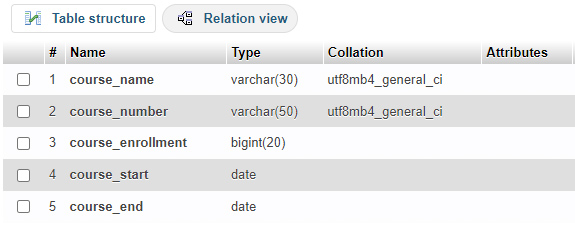 Table structure Relation view
# Name Type Collation Attributes
1 course_name varchar(30) utf8mb4_general_ci
2 course_number varchar(50) utf8mb4_general_ci
3 course_enrollment bigint(20)
4 course_start date
5 course_end date